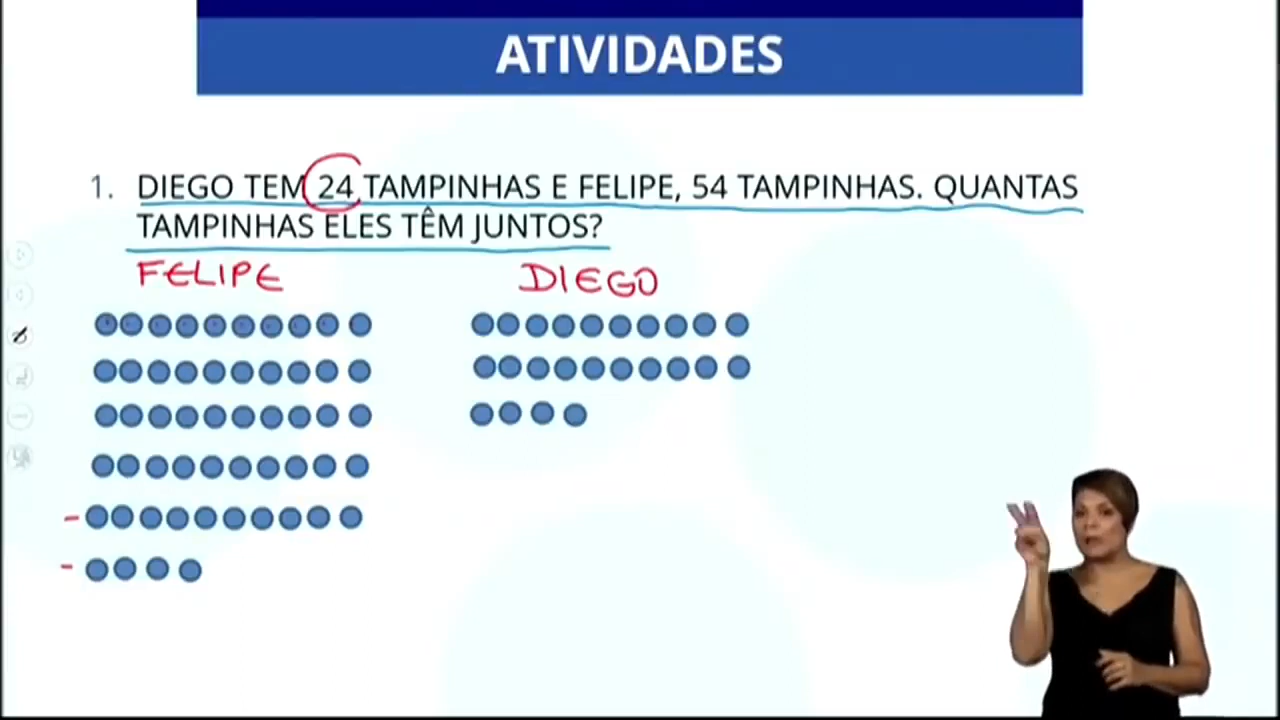 ATIVIDADES
1. DIEGO TEM 24 TAMPINHAS E FELIPE, 54 TAMPINHAS. QUANTAS
TAMPINHAS ELES TÊM JUNTOS?
FELIPE DIEGO